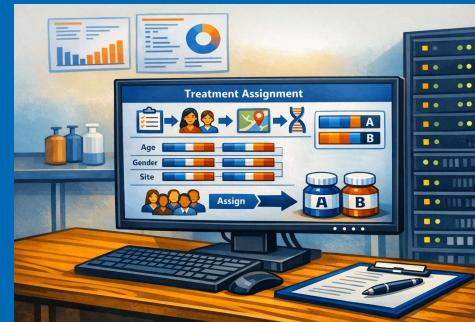 Treatment Assignment
A
B
Age
Gender
Site
Assign
A
B